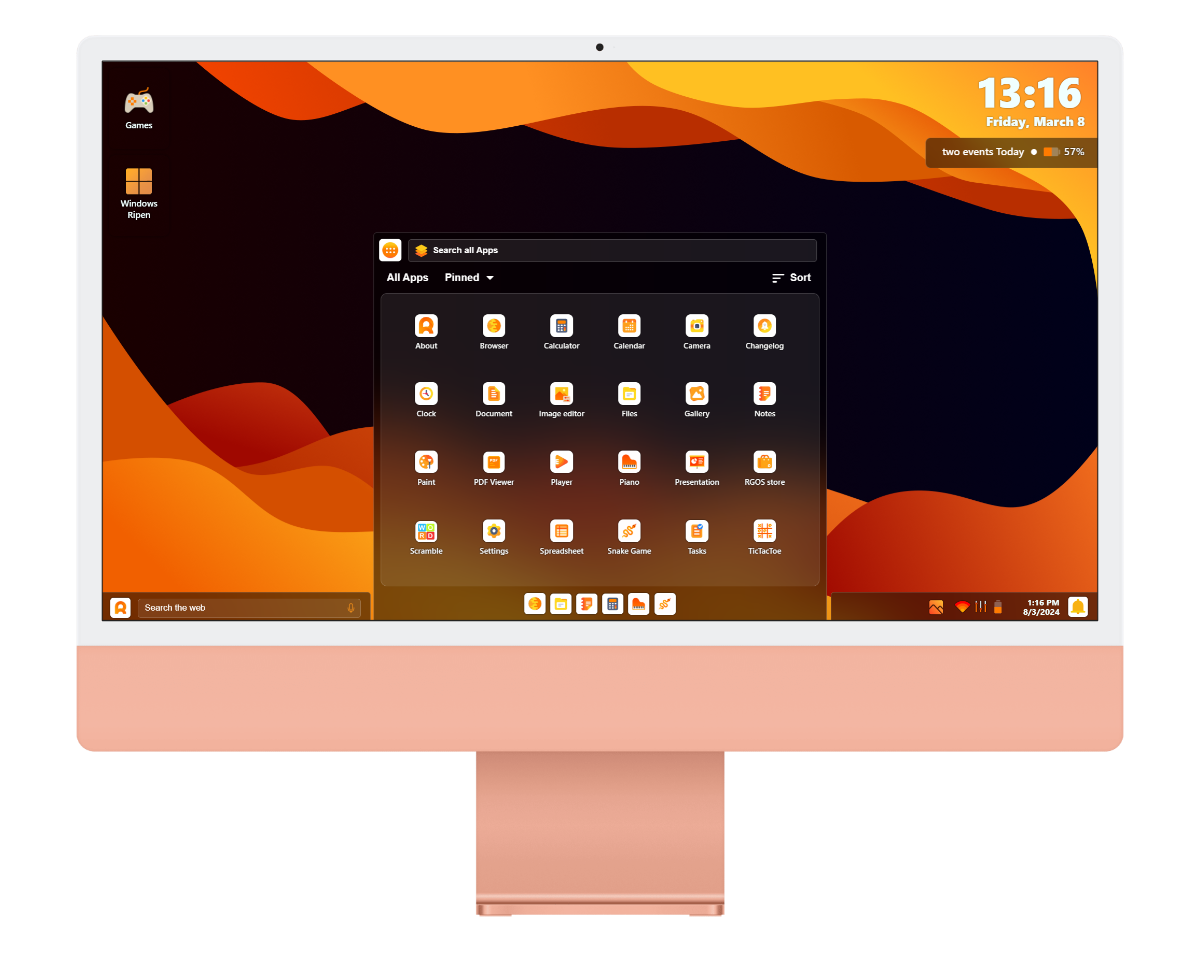 Games
Windows
Ripen
13:16
Friday, March 8
two events Today
57%
Search all Apps
All Apps
Pinned
Sort
About
Browser
Calculator
Calendar
Camera
Changelog
Clock
Document
Image editor
Files
Gallery
Notes
Paint
PDF Viewer
Player
Piano
Presentation
RGOS store
Scramble
Settings
Spreadsheet
Snake Game
Tasks
TicTacToe
Search the web
1:16 PM
8/3/2024